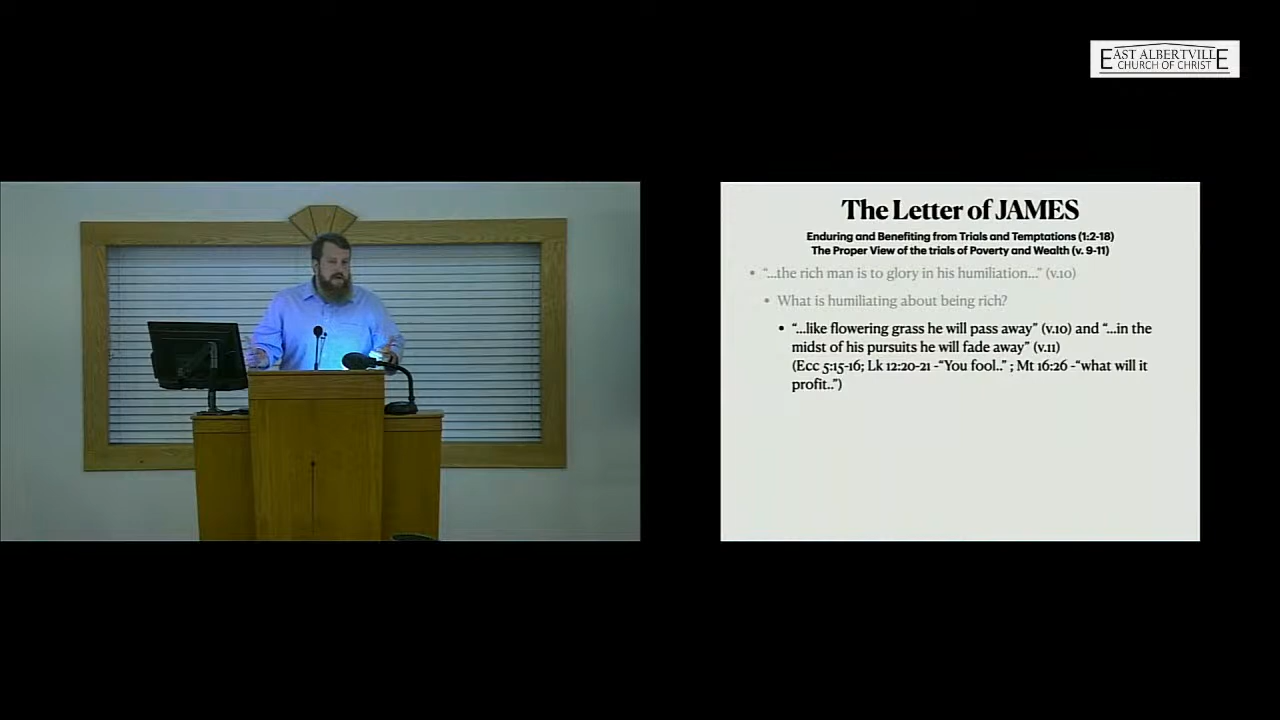 EAST ALBERTVILLE
CHURCH OF CHRIST
The Letter of JAMES
Enduring and Benefiting from Trials and Temptations (1:2-18)
The Proper View of the trials of Poverty and Wealth (v. 9-11)
• “...the rich man is to glory in his humiliation...” (v.10)
• What is humiliating about being rich?
• “...like flowering grass he will pass away” (v.10) and “...in the
midst of his pursuits he will fade away” (v.11)
(Ecc 5:15-16; Lk 12:20-21 -“You fool..” ; Mt 16:26 -“what will it
profit..”)